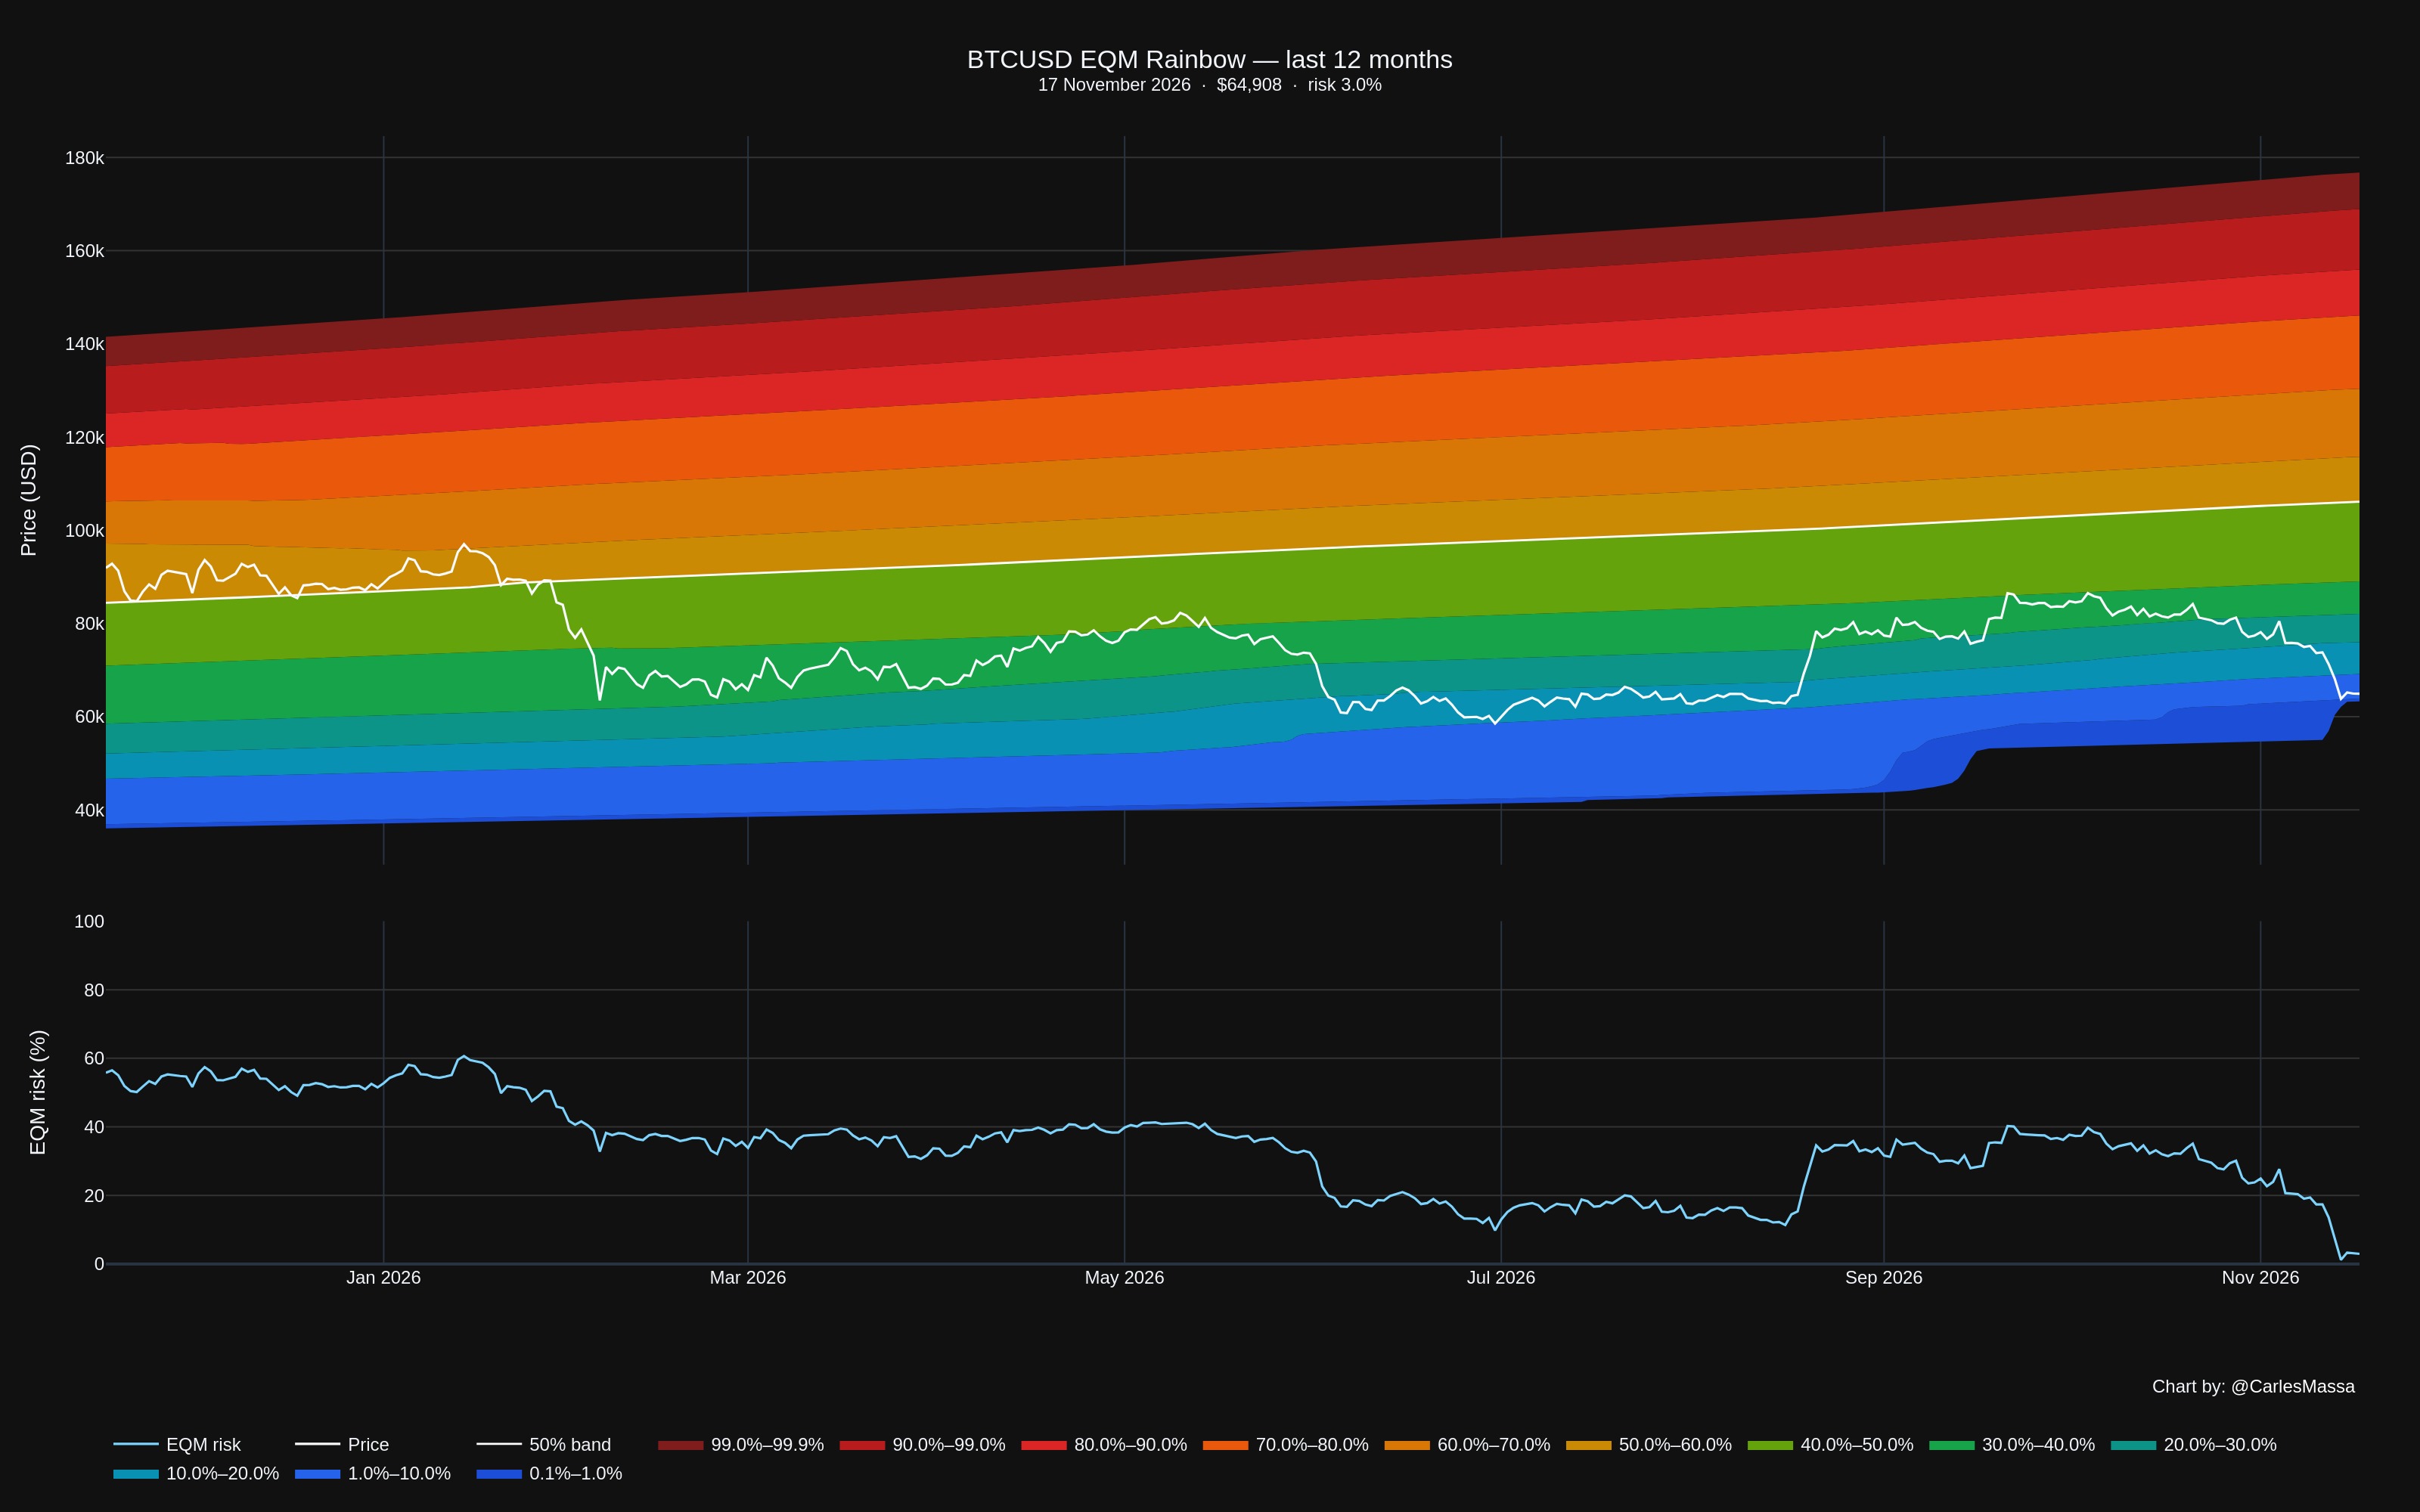 BTCUSD EQM Rainbow — last 12 months
17 November 2026 · $64,908 · risk 3.0%
Price (USD)
180k
160k
140k
120k
100k
80k
60k
40k
EQM risk (%)
100
80
60
40
20
0
Jan 2026 Mar 2026 May 2026 Jul 2026 Sep 2026 Nov 2026
Chart by: @CarlesMassa
EQM risk Price 50% band 99.0%–99.9% 90.0%–99.0% 80.0%–90.0% 70.0%–80.0% 60.0%–70.0% 50.0%–60.0% 40.0%–50.0% 30.0%–40.0% 20.0%–30.0%
10.0%–20.0% 1.0%–10.0% 0.1%–1.0%